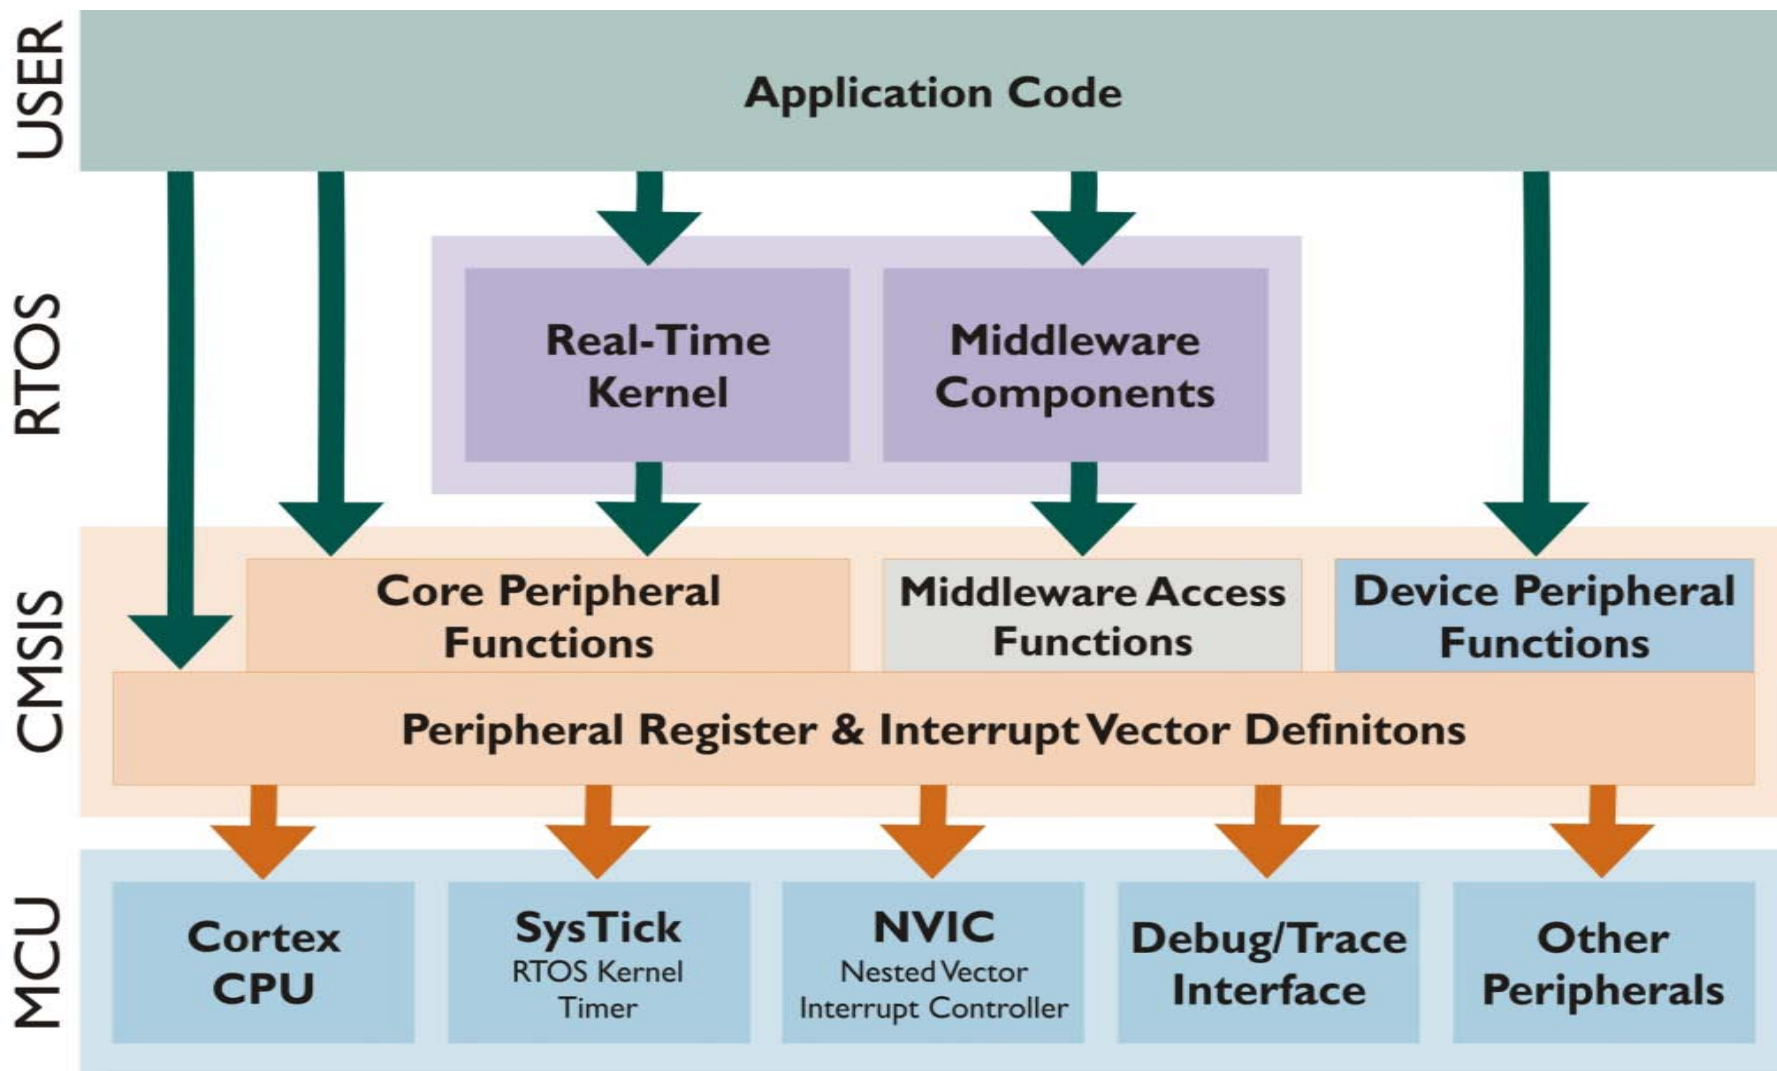 USER
Application Code
RTOS
Real-Time
Kernel
Middleware
Components
CMSIS
Core Peripheral
Functions
Middleware Access
Functions
Device Peripheral
Functions
Peripheral Register & Interrupt Vector Definitons
MCU
Cortex
CPU
SysTick
RTOS Kernel
Timer
NVIC
Nested Vector
Interrupt Controller
Debug/Trace
Interface
Other
Peripherals